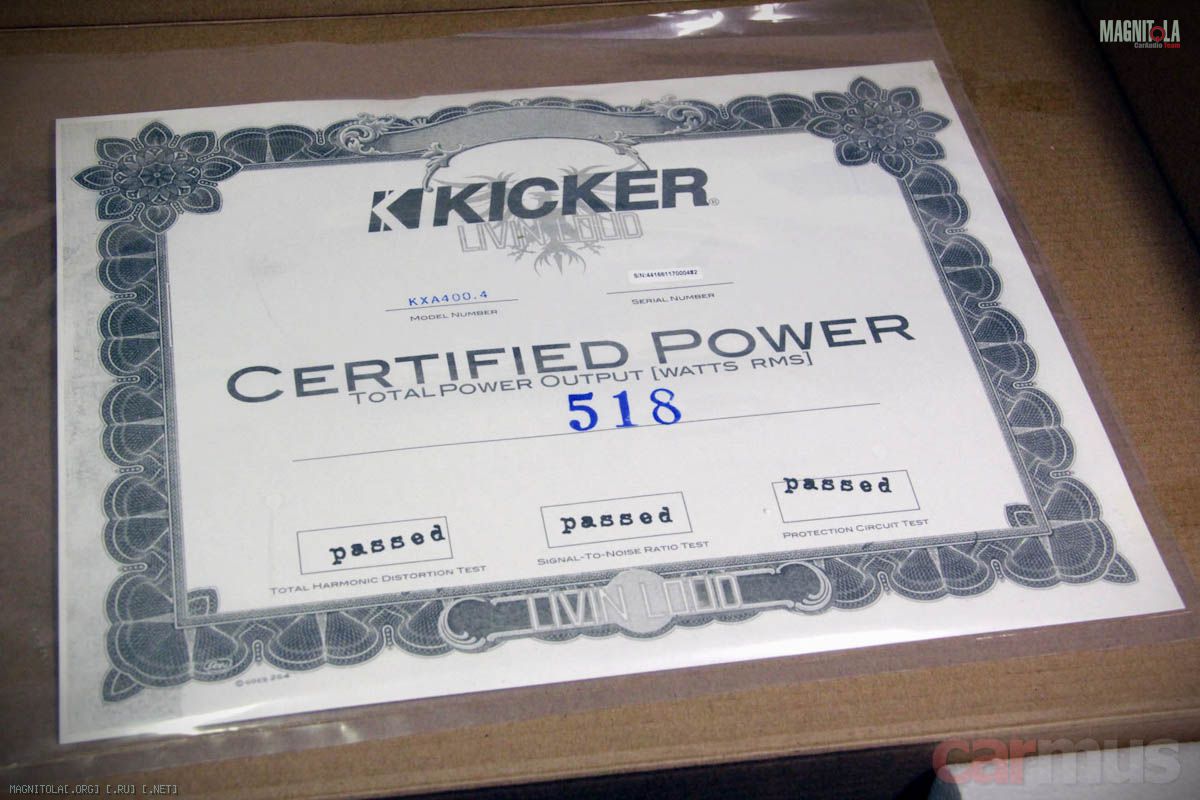 MAGNITOLA
CarAudio Team
KICKER®
LIVIN LOUD
S/N:44166117000482
KXA400.4
MODEL NUMBER
SERIAL NUMBER
CERTIFIED POWER
TOTAL POWER OUTPUT [WATTS RMS]
518
passed
passed
passed
TOTAL HARMONIC DISTORTION TEST
SIGNAL-TO-NOISE RATIO TEST
PROTECTION CIRCUIT TEST
LIVIN LOUD
carmus
MAGNITOLA[.ORG] [.RU] [.NET]